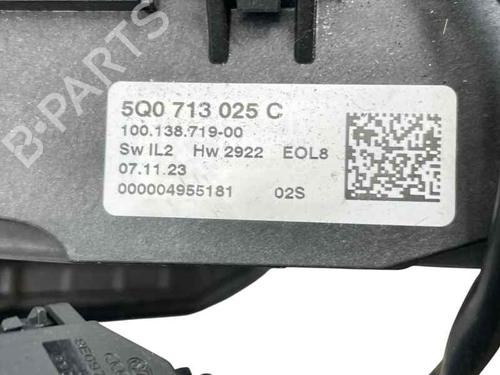 B-PARTS
5Q0 713 025 C
100.138.719-00
Sw IL2 Hw 2922 EOL8
07.11.23
000004955181 02S